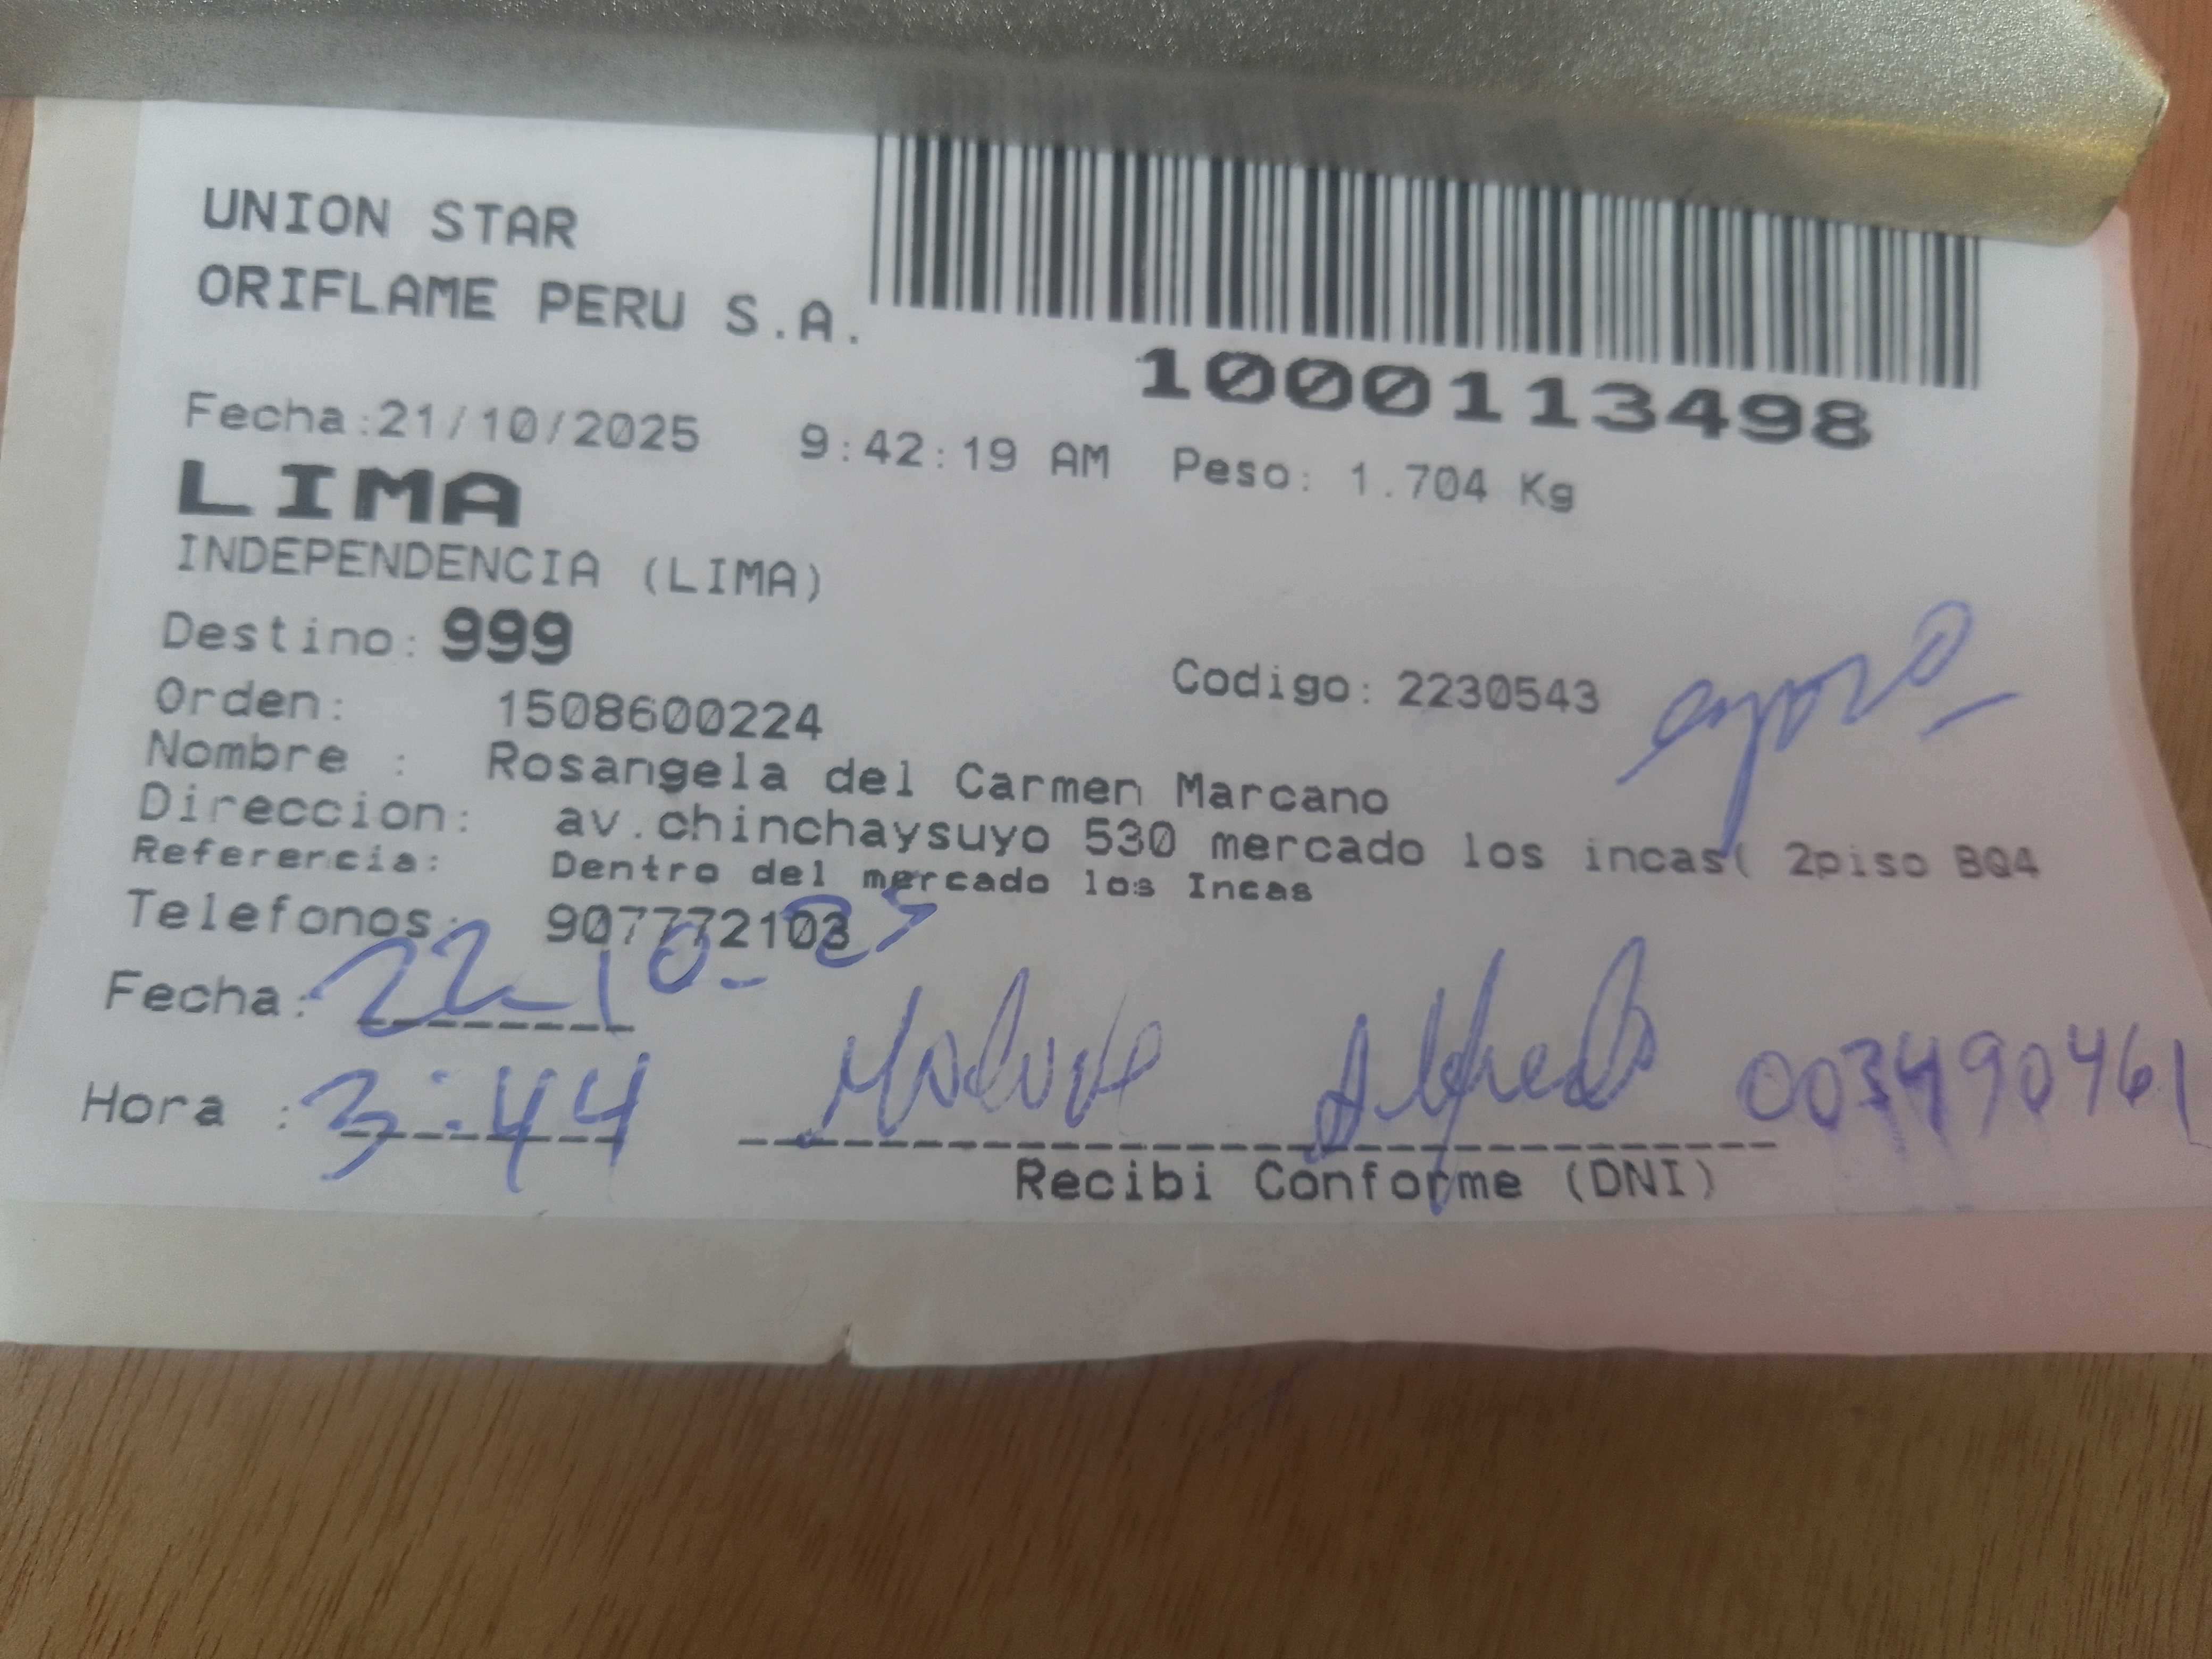 UNION STAR
ORIFLAME PERU S.A.
1000113498
Fecha:21/10/2025 9:42:19 AM Peso: 1.704 Kg
LIMA
INDEPENDENCIA (LIMA)
Destino: 999
Orden: 1508600224 Codigo: 2230543
Nombre : Rosangela del Carmen Marcano
Direccion: av.chinchaysuyo 530 mercado los incas( 2piso BQ4
Referencia: Dentro del mercado los Incas
Telefonos: 907772103
Fecha: 22-10-25
Hora : 3:44 Alfredo 003490461
Recibi Conforme (DNI)